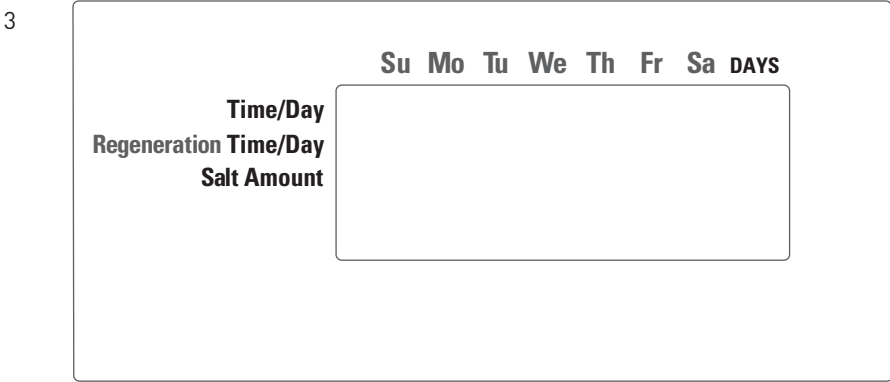 3
Su Mo Tu We Th Fr Sa DAYS
Time/Day
Regeneration Time/Day
Salt Amount